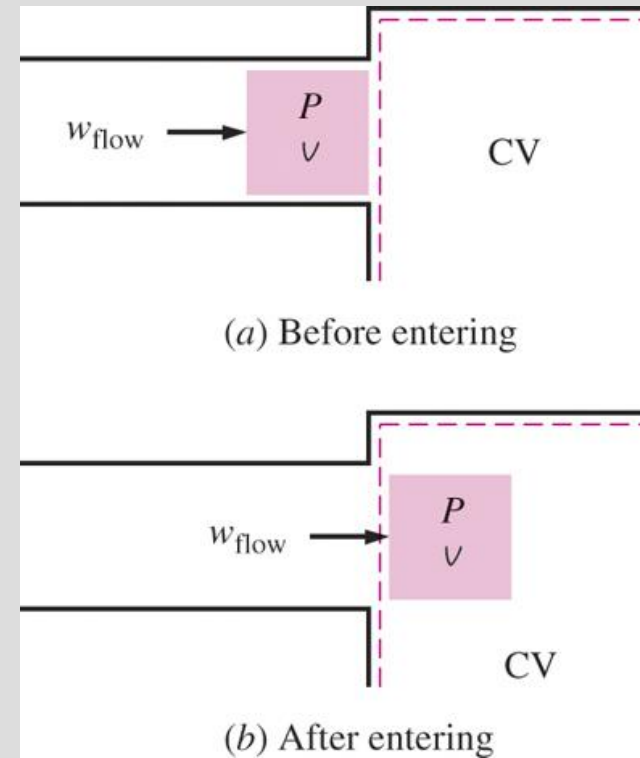 P
w_flow
v
CV
(a) Before entering
P
w_flow
v
CV
(b) After entering